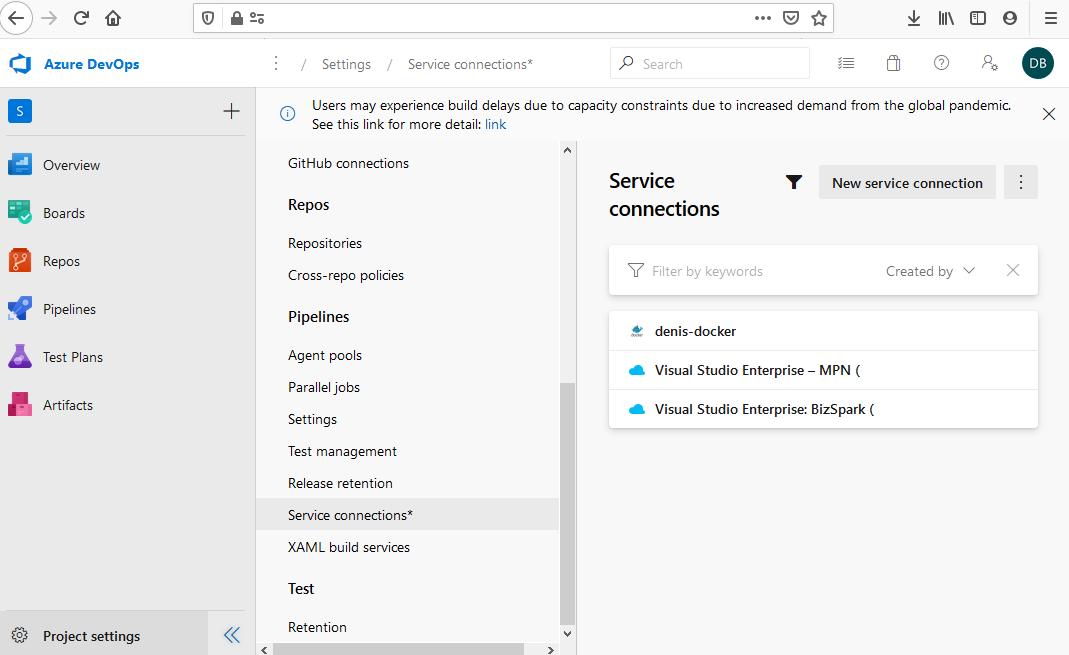 Azure DevOps
/ Settings / Service connections*
Search
DB
S
Overview
Boards
Repos
Pipelines
Test Plans
Artifacts
Project settings
Users may experience build delays due to capacity constraints due to increased demand from the global pandemic.
See this link for more detail: link
GitHub connections
Repos
Repositories
Cross-repo policies
Pipelines
Agent pools
Parallel jobs
Settings
Test management
Release retention
Service connections*
XAML build services
Test
Retention
Service
connections
New service connection
Filter by keywords
Created by
denis-docker
Visual Studio Enterprise – MPN (
Visual Studio Enterprise: BizSpark (